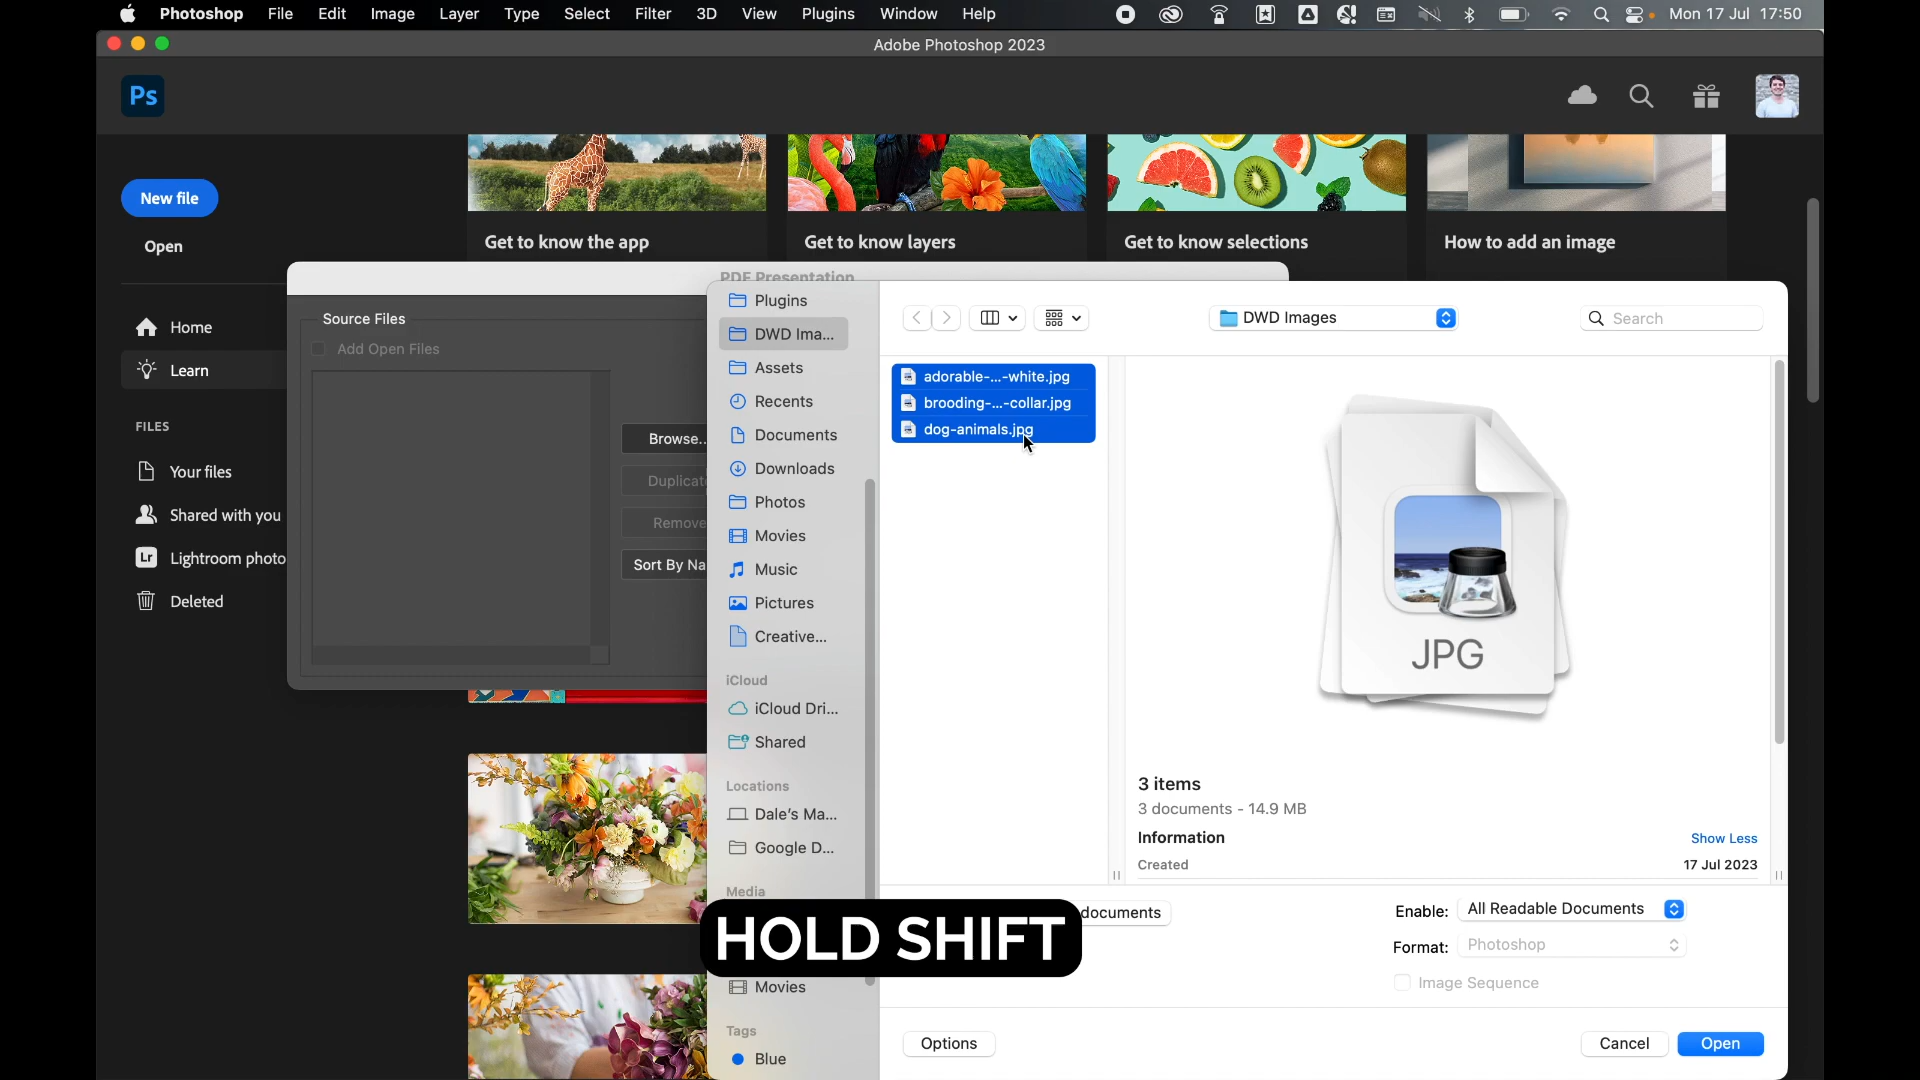 Photoshop File Edit Image Layer Type Select Filter 3D View Plugins Window Help Mon 17 Jul 17:50
Adobe Photoshop 2023
Ps
New file
Open
Home
Learn
FILES
Your files
Shared with you
Lr Lightroom photo
Deleted
Get to know the app
Get to know layers
Get to know selections
How to add an image
PDF Presentation
Source Files
Add Open Files
Browse..
Duplicat
Remove
Sort By Na
Plugins
DWD Ima...
Assets
Recents
Documents
Downloads
Photos
Movies
Music
Pictures
Creative...
iCloud
iCloud Dri...
Shared
Locations
Dale's Ma...
Google D...
Media
Movies
Tags
Blue
DWD Images
Search
adorable-...-white.jpg
brooding-...-collar.jpg
dog-animals.jpg
JPG
3 items
3 documents - 14.9 MB
Information Show Less
Created 17 Jul 2023
documents
HOLD SHIFT
Enable: All Readable Documents
Format: Photoshop
Image Sequence
Options
Cancel
Open